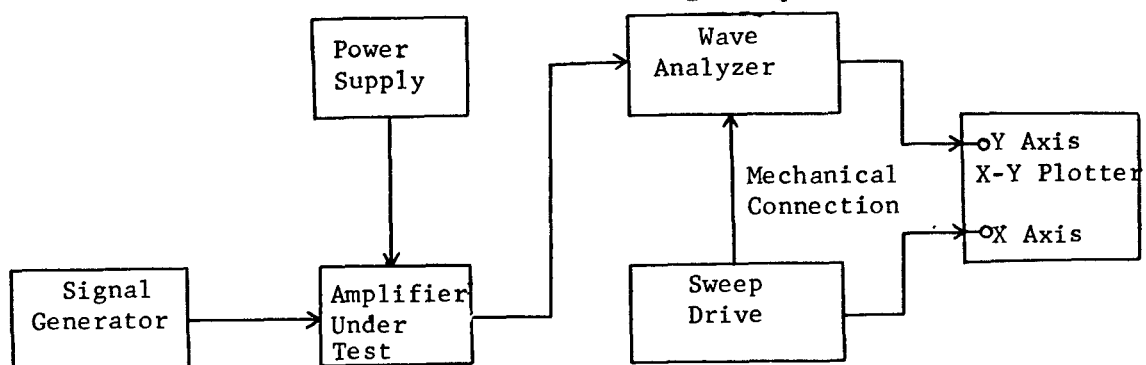 Power
Supply
Wave
Analyzer
Y Axis
X-Y Plotter
Mechanical
Connection
X Axis
Signal
Generator
Amplifier
Under
Test
Sweep
Drive